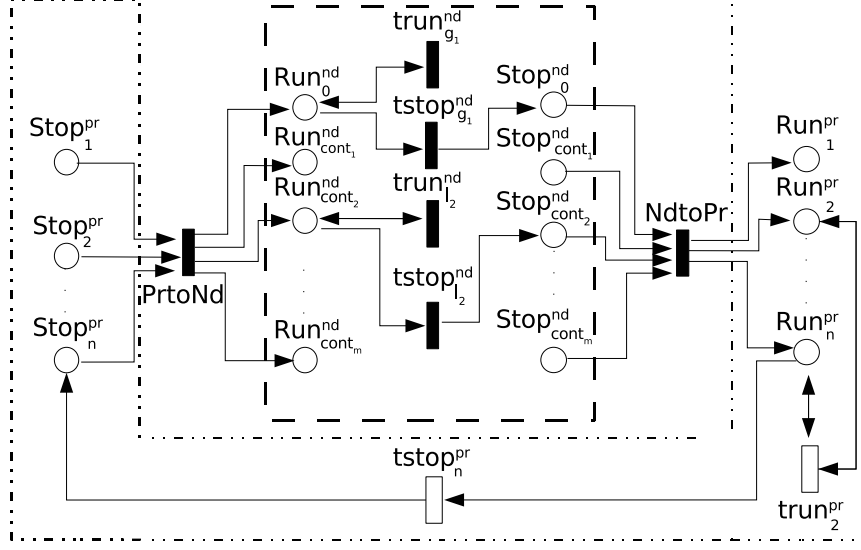 trun^nd_g₁
Run^nd_0
Stop^nd_0
tstop^nd_g₁
Stop^pr_1
Run^pr_1
Run^nd_cont₁
Stop^nd_cont₁
trun^nd_l₂
Run^nd_cont₂
Run^pr_2
Stop^nd_cont₂
NdtoPr
Stop^pr_2
tstop^nd_l₂
PrtoNd
Stop^pr_n
Run^nd_cont_m
Stop^nd_cont_m
Run^pr_n
tstop^pr_n
trun^pr_2